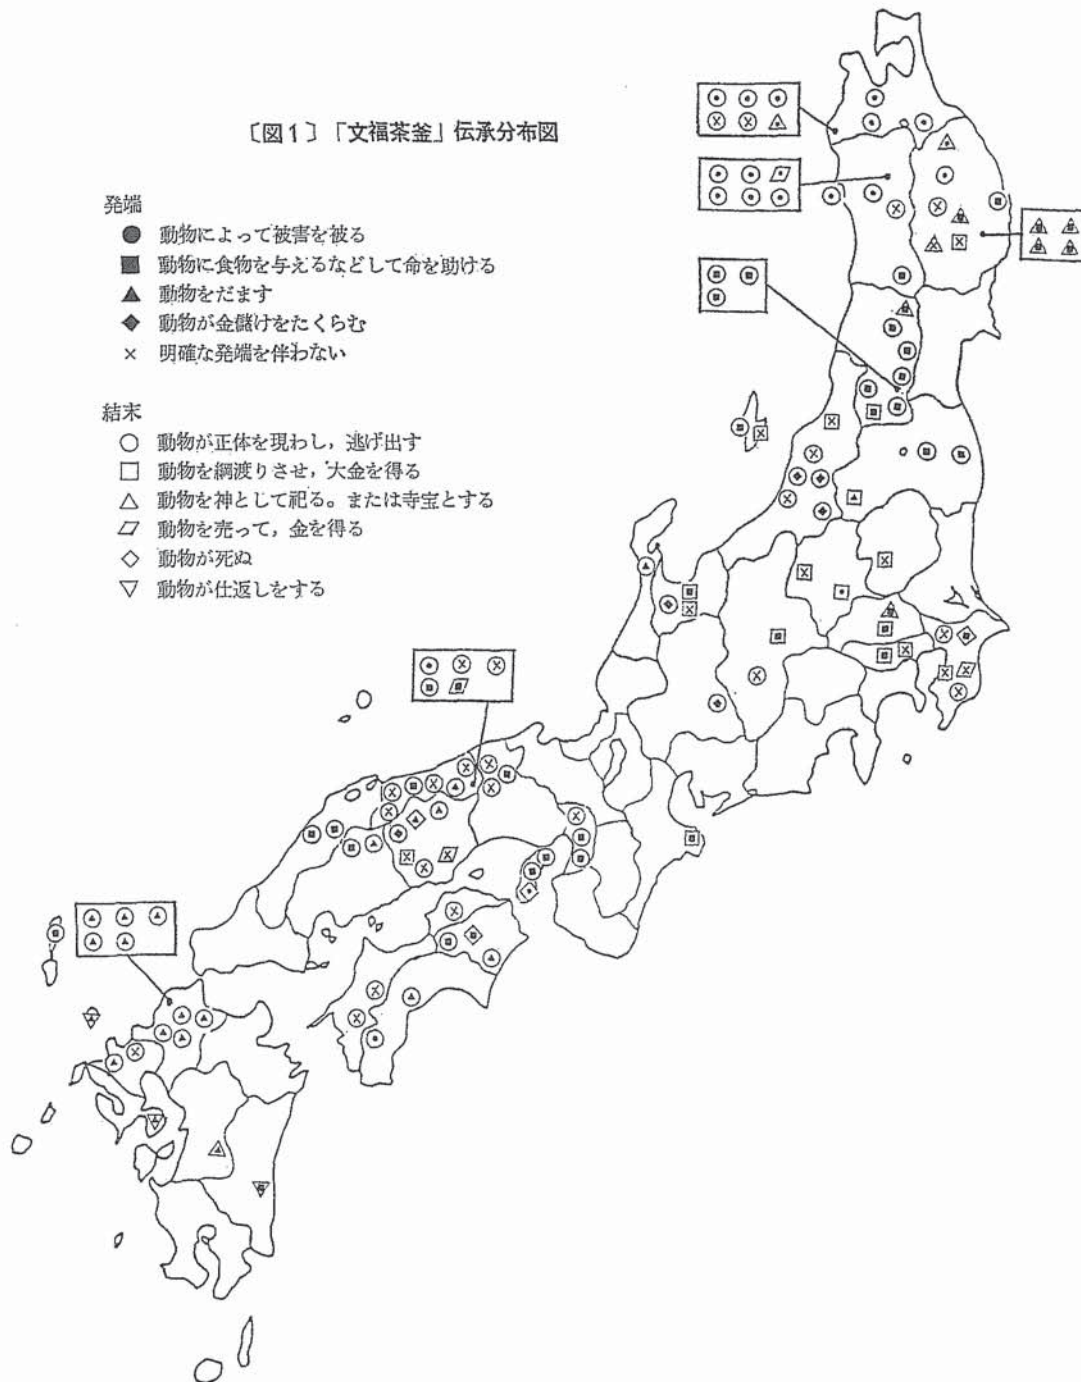 〔図1〕「文福茶釜」伝承分布図
発端
● 動物によって被害を被る
■ 動物に食物を与えるなどして命を助ける
▲ 動物をだます
◆ 動物が金儲けをたくらむ
× 明確な発端を伴わない
結末
○ 動物が正体を現わし，逃げ出す
□ 動物を綱渡りさせ，大金を得る
△ 動物を神として祀る。または寺宝とする
▱ 動物を売って，金を得る
◇ 動物が死ぬ
▽ 動物が仕返しをする